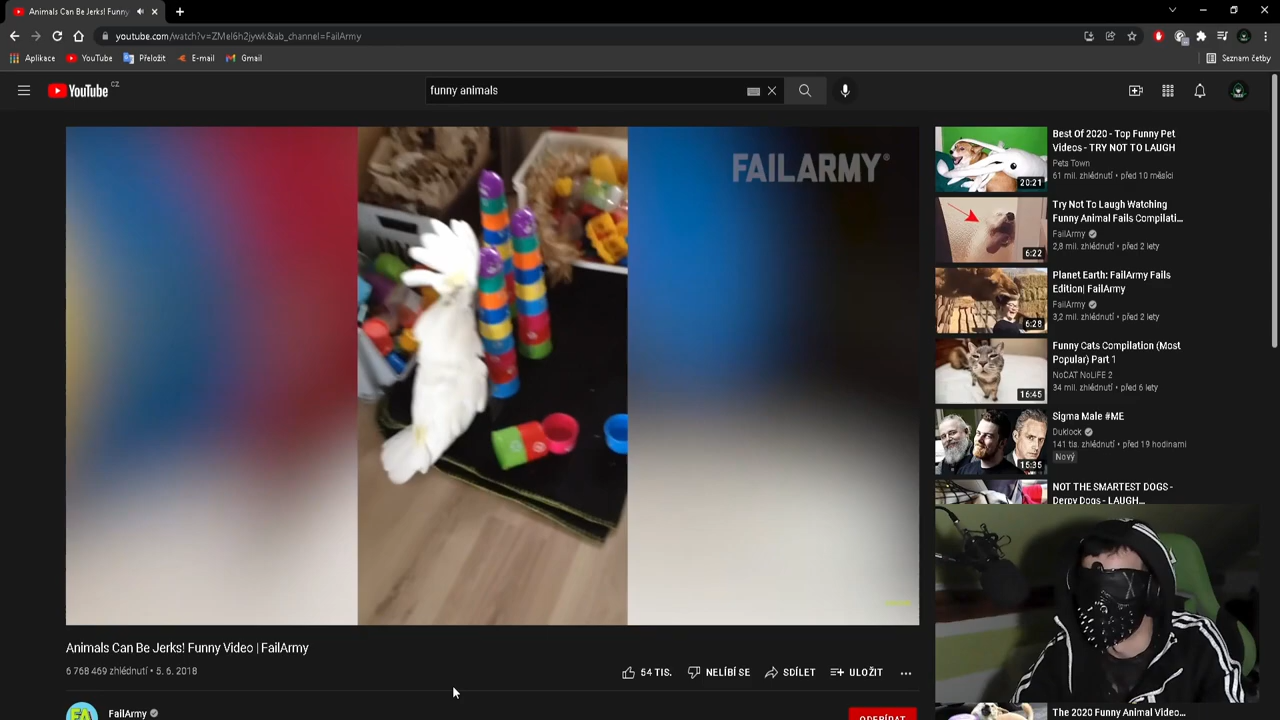 Animals Can Be Jerks! Funny
youtube.com/watch?v=ZMel6h2jywk&ab_channel=FailArmy
Aplikace
YouTube
Přeložit
E-mail
Gmail
Seznam četby
YouTube CZ
funny animals
FAILARMY®
Best Of 2020 - Top Funny Pet
Videos - TRY NOT TO LAUGH
Pets Town
61 mil. zhlédnutí • před 10 měsíci
20:21
Try Not To Laugh Watching
Funny Animal Fails Compilati...
FailArmy
2,8 mil. zhlédnutí • před 2 lety
6:22
Planet Earth: FailArmy Fails
Edition| FailArmy
FailArmy
3,2 mil. zhlédnutí • před 2 lety
6:28
Funny Cats Compilation (Most
Popular) Part 1
NoCAT NoLiFE 2
34 mil. zhlédnutí • před 6 lety
16:45
Sigma Male #ME
Duklock
141 tis. zhlédnutí • před 19 hodinami
Nový
15:35
NOT THE SMARTEST DOGS -
Derpy Dogs - LAUGH...
Animals Can Be Jerks! Funny Video | FailArmy
6 768 469 zhlédnutí • 5. 6. 2018
54 TIS.
NELÍBÍ SE
SDÍLET
ULOŽIT
FA
FailArmy
ODEBÍRAT
The 2020 Funny Animal Video...